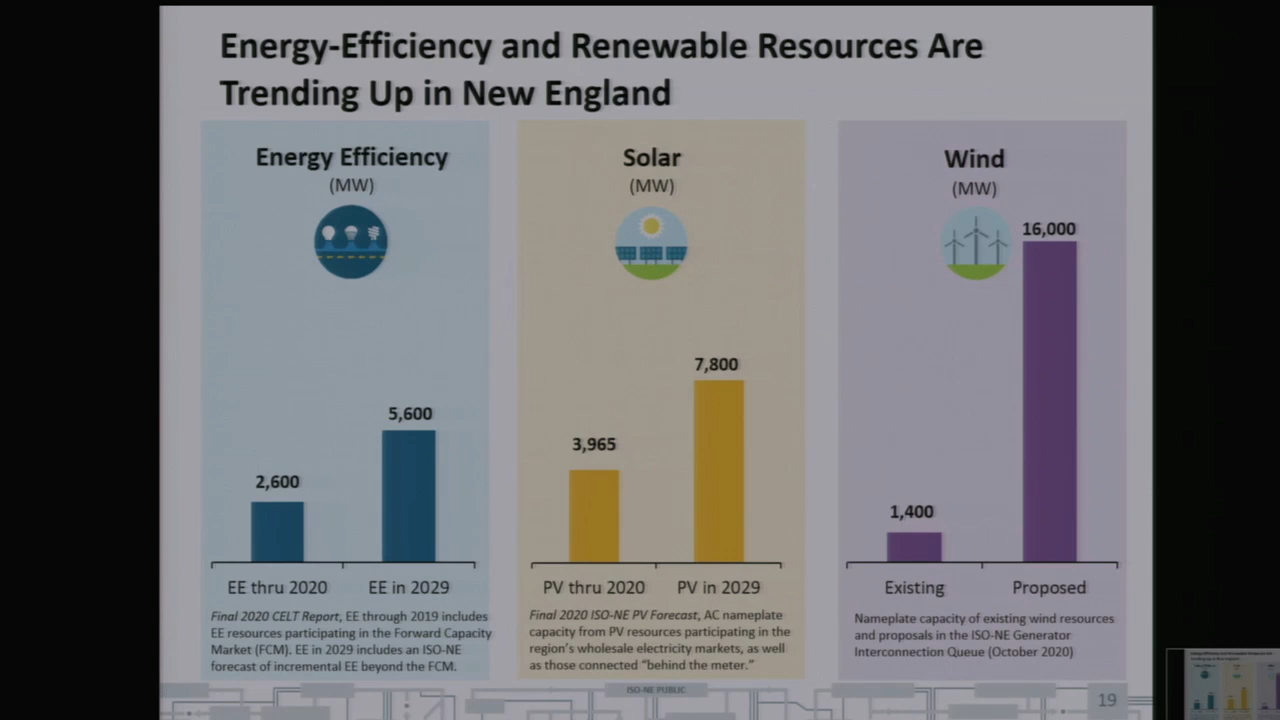 Energy-Efficiency and Renewable Resources Are
Trending Up in New England
Energy Efficiency
(MW)
2,600
5,600
EE thru 2020
EE in 2029
Final 2020 CELT Report, EE through 2019 includes
EE resources participating in the Forward Capacity
Market (FCM). EE in 2029 includes an ISO-NE
forecast of incremental EE beyond the FCM.
Solar
(MW)
3,965
7,800
PV thru 2020
PV in 2029
Final 2020 ISO-NE PV Forecast, AC nameplate
capacity from PV resources participating in the
region's wholesale electricity markets, as well
as those connected "behind the meter."
Wind
(MW)
1,400
16,000
Existing
Proposed
Nameplate capacity of existing wind resources
and proposals in the ISO-NE Generator
Interconnection Queue (October 2020)
ISO-NE PUBLIC
19